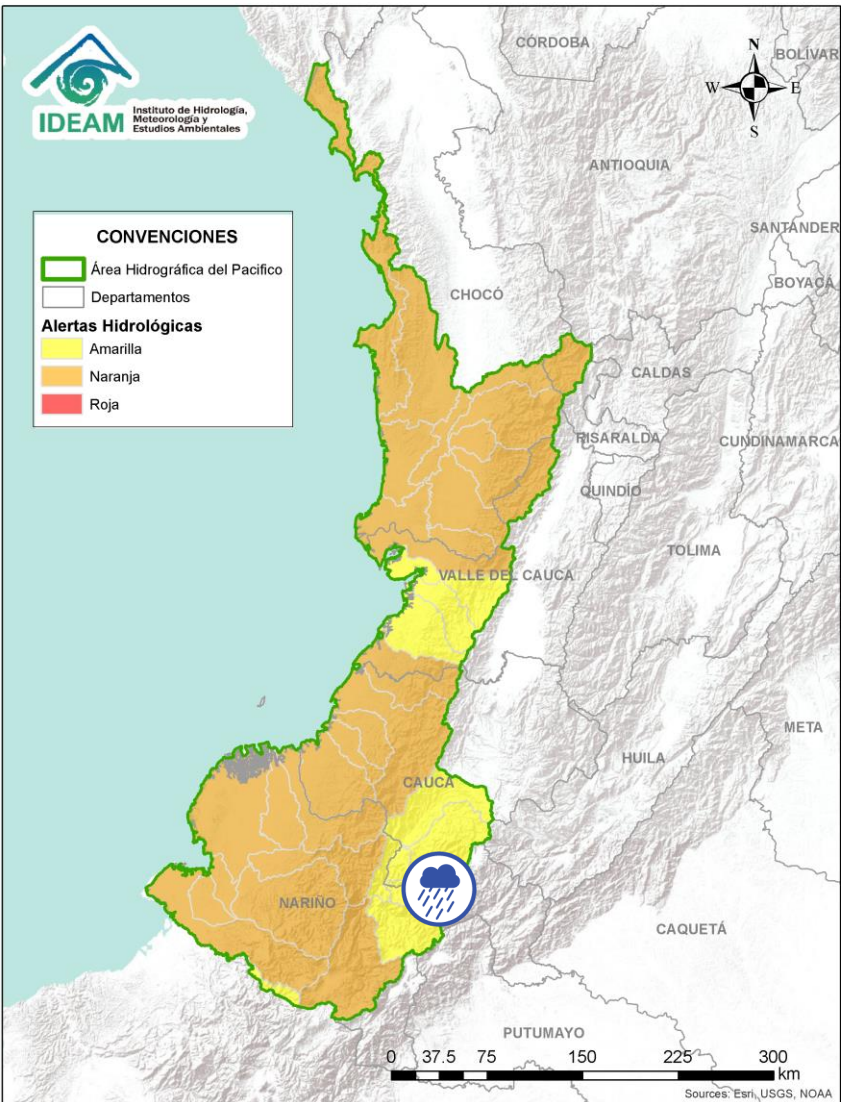 IDEAM
Instituto de Hidrología,
Meteorología y
Estudios Ambientales
CÓRDOBA
BOLIVAR
N
W
E
S
ANTIOQUIA
SANTANDER
BOYACÁ
CONVENCIONES
Área Hidrográfica del Pacifico
Departamentos
Alertas Hidrológicas
Amarilla
Naranja
Roja
CHOCÓ
CALDAS
RISARALDA
CUNDINAMARCA
QUINDÍO
TOLIMA
VALLE DEL CAUCA
META
HUILA
CAUCA
NARIÑO
CAQUETÁ
PUTUMAYO
0 37.5 75 150 225 300
km
Sources: Esri, USGS, NOAA